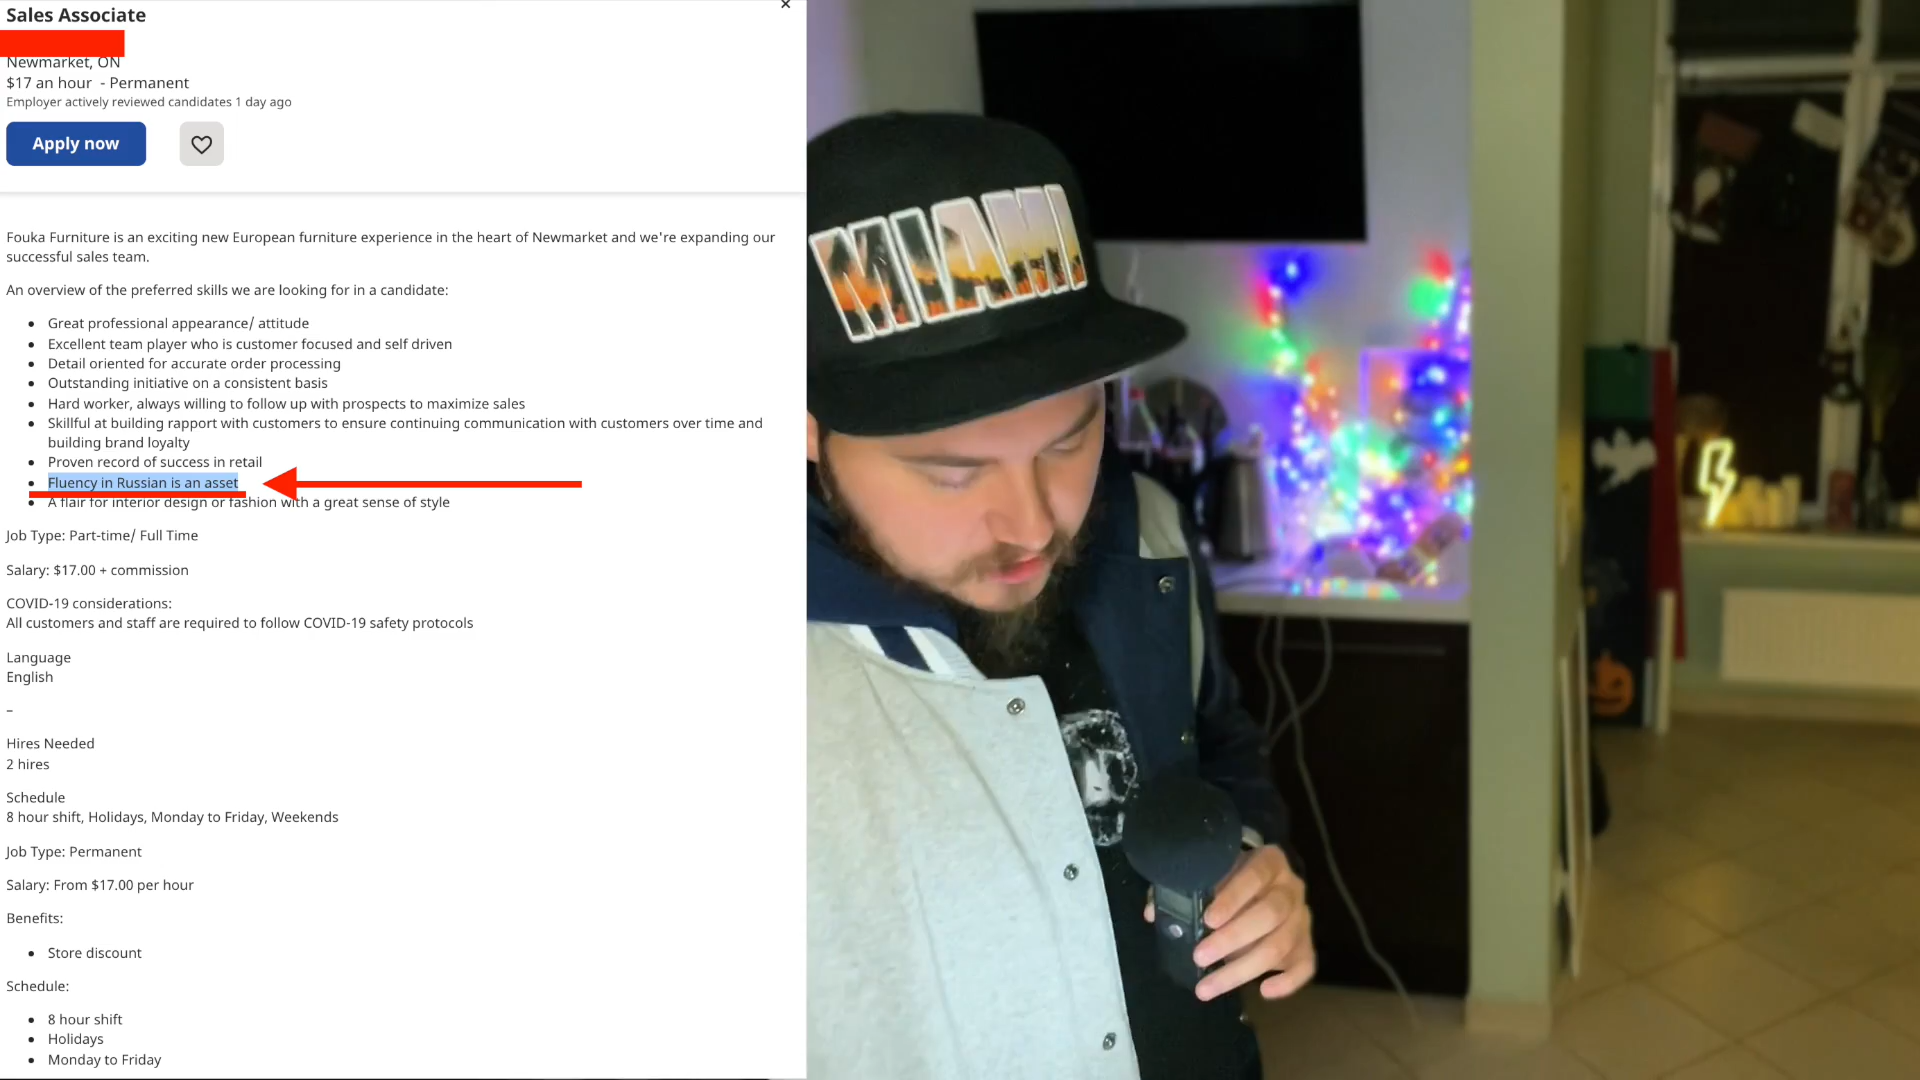 Sales Associate
Newmarket, ON
$17 an hour - Permanent
Employer actively reviewed candidates 1 day ago
Apply now
Fouka Furniture is an exciting new European furniture experience in the heart of Newmarket and we're expanding our
successful sales team.
An overview of the preferred skills we are looking for in a candidate:
• Great professional appearance/ attitude
• Excellent team player who is customer focused and self driven
• Detail oriented for accurate order processing
• Outstanding initiative on a consistent basis
• Hard worker, always willing to follow up with prospects to maximize sales
• Skillful at building rapport with customers to ensure continuing communication with customers over time and
building brand loyalty
• Proven record of success in retail
• Fluency in Russian is an asset
• A flair for interior design or fashion with a great sense of style
Job Type: Part-time/ Full Time
Salary: $17.00 + commission
COVID-19 considerations:
All customers and staff are required to follow COVID-19 safety protocols
Language
English
–
Hires Needed
2 hires
Schedule
8 hour shift, Holidays, Monday to Friday, Weekends
Job Type: Permanent
Salary: From $17.00 per hour
Benefits:
• Store discount
Schedule:
• 8 hour shift
• Holidays
• Monday to Friday
MIAMI